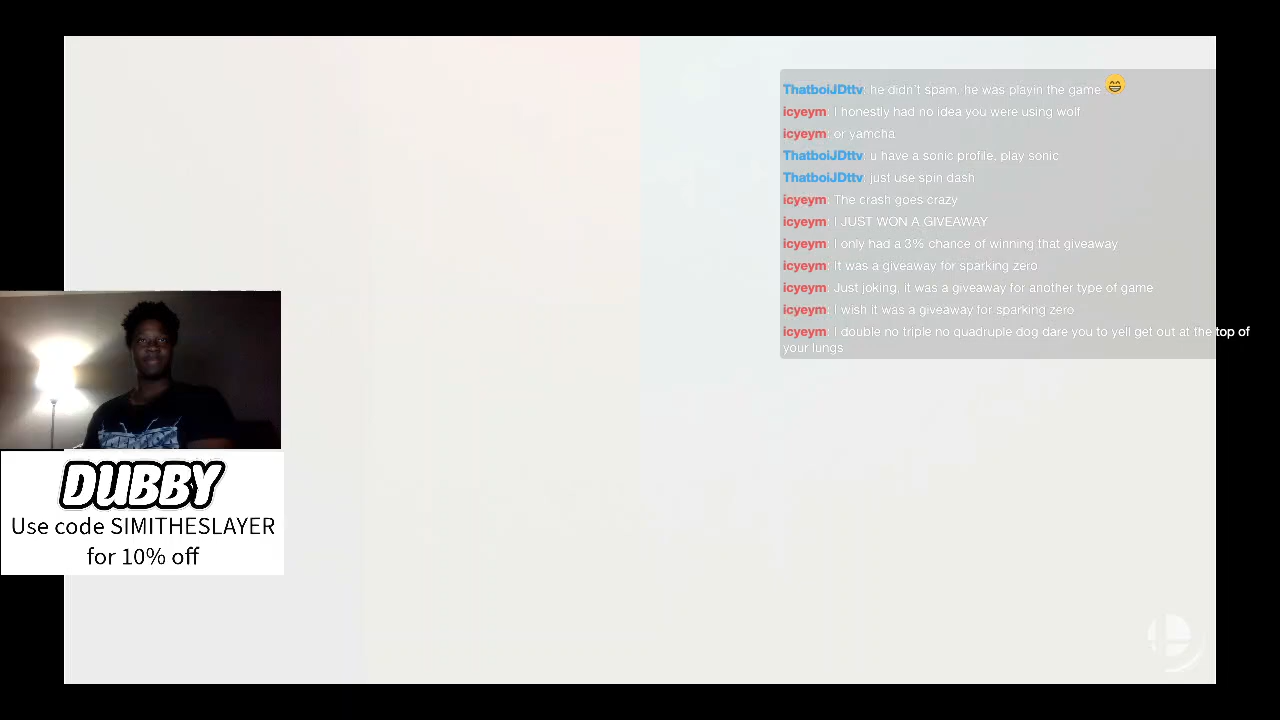 ThatboiJDttv: he didn't spam, he was playin the game 😁
icyeym: I honestly had no idea you were using wolf
icyeym: or yamcha
ThatboiJDttv: u have a sonic profile, play sonic
ThatboiJDttv: just use spin dash
icyeym: The crash goes crazy
icyeym: I JUST WON A GIVEAWAY
icyeym: I only had a 3% chance of winning that giveaway
icyeym: It was a giveaway for sparking zero
icyeym: Just joking, it was a giveaway for another type of game
icyeym: I wish it was a giveaway for sparking zero
icyeym: I double no triple no quadruple dog dare you to yell get out at the top of
your lungs
DUBBY
Use code SIMITHESLAYER
for 10% off